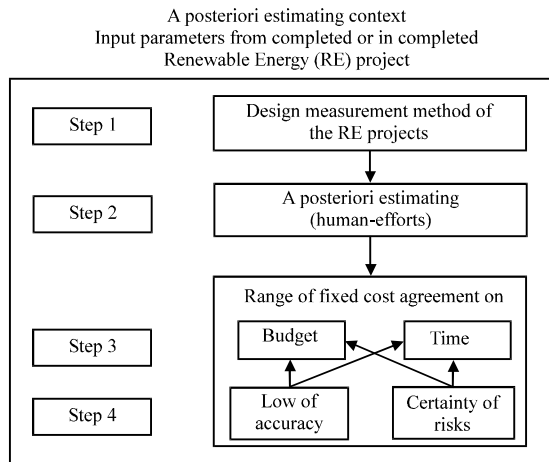 A posteriori estimating context
Input parameters from completed or in completed
Renewable Energy (RE) project
Step 1
Design measurement method of
the RE projects
Step 2
A posteriori estimating
(human-efforts)
Range of fixed cost agreement on
Step 3
Budget
Time
Step 4
Low of
accuracy
Certainty of
risks